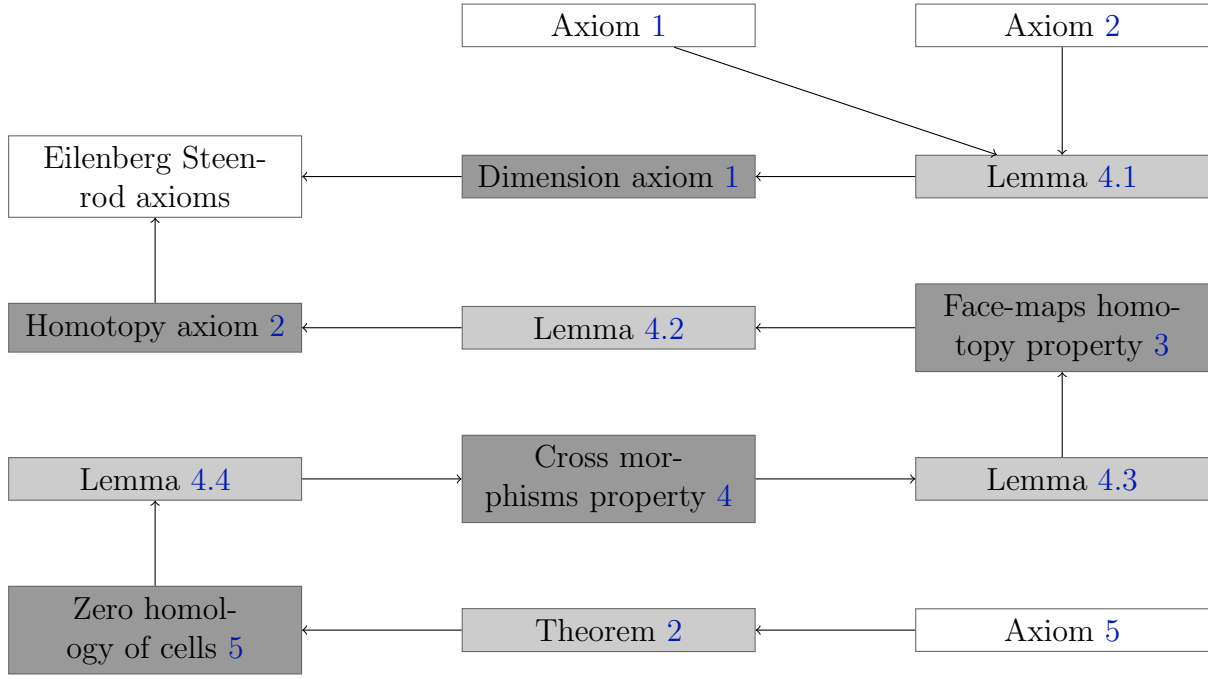 Axiom 1
Axiom 2
Eilenberg Steen-
rod axioms
Dimension axiom 1
Lemma 4.1
Homotopy axiom 2
Lemma 4.2
Face-maps homo-
topy property 3
Lemma 4.4
Cross mor-
phisms property 4
Lemma 4.3
Zero homol-
ogy of cells 5
Theorem 2
Axiom 5